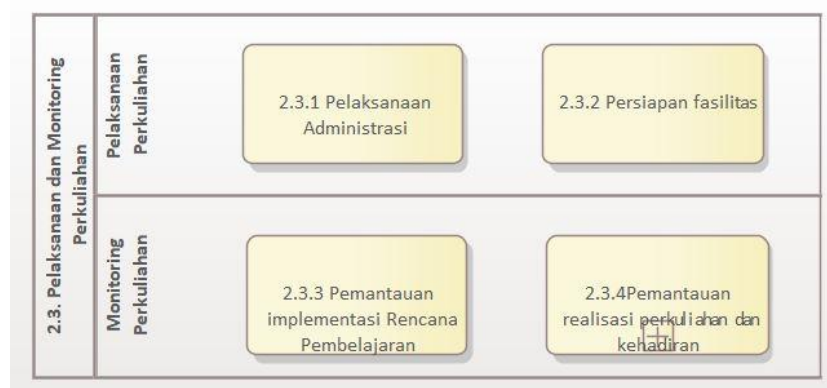 2.3. Pelaksanaan dan Monitoring
Perkuliahan
Pelaksanaan
Perkuliahan
2.3.1 Pelaksanaan
Administrasi
2.3.2 Persiapan fasilitas
Monitoring
Perkuliahan
2.3.3 Pemantauan
implementasi Rencana
Pembelajaran
2.3.4Pemantauan
realisasi perkuliahan dan
kehadiran